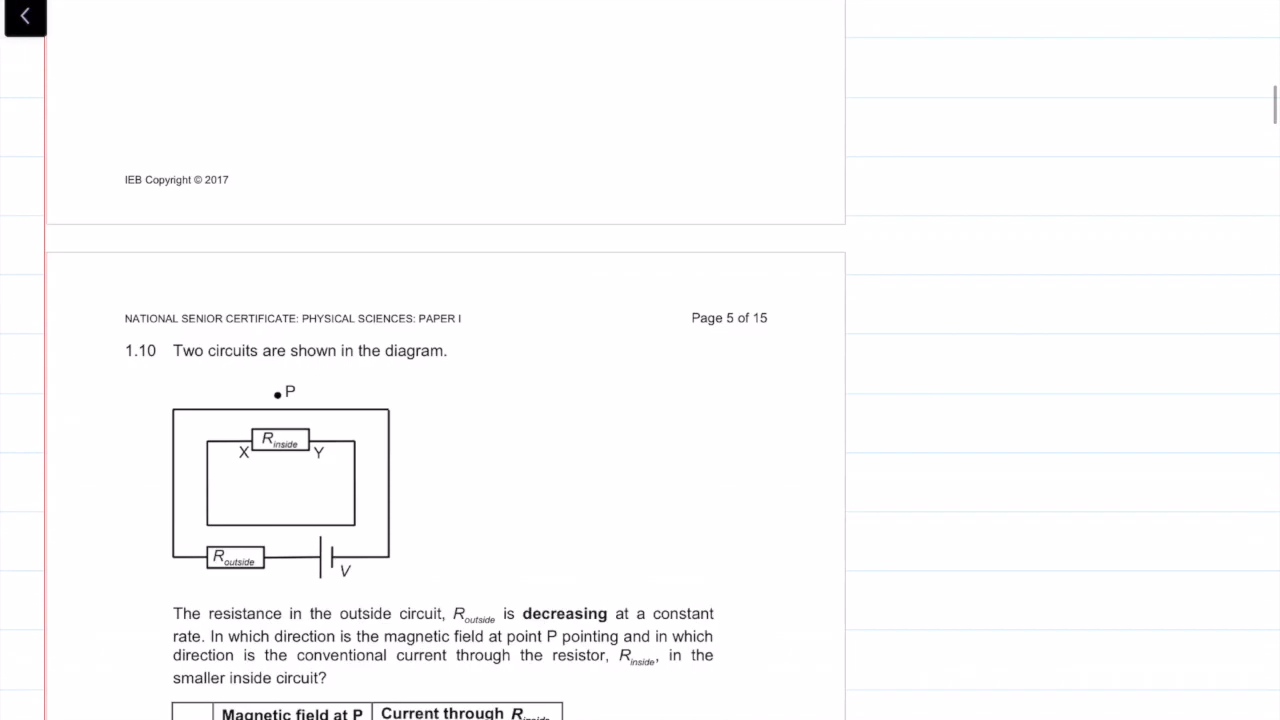 IEB Copyright © 2017
NATIONAL SENIOR CERTIFICATE: PHYSICAL SCIENCES: PAPER I
Page 5 of 15
1.10 Two circuits are shown in the diagram.
P
R inside
X
Y
R outside
V
The resistance in the outside circuit, R outside is decreasing at a constant
rate. In which direction is the magnetic field at point P pointing and in which
direction is the conventional current through the resistor, R inside, in the
smaller inside circuit?
Magnetic field at P
Current through R inside